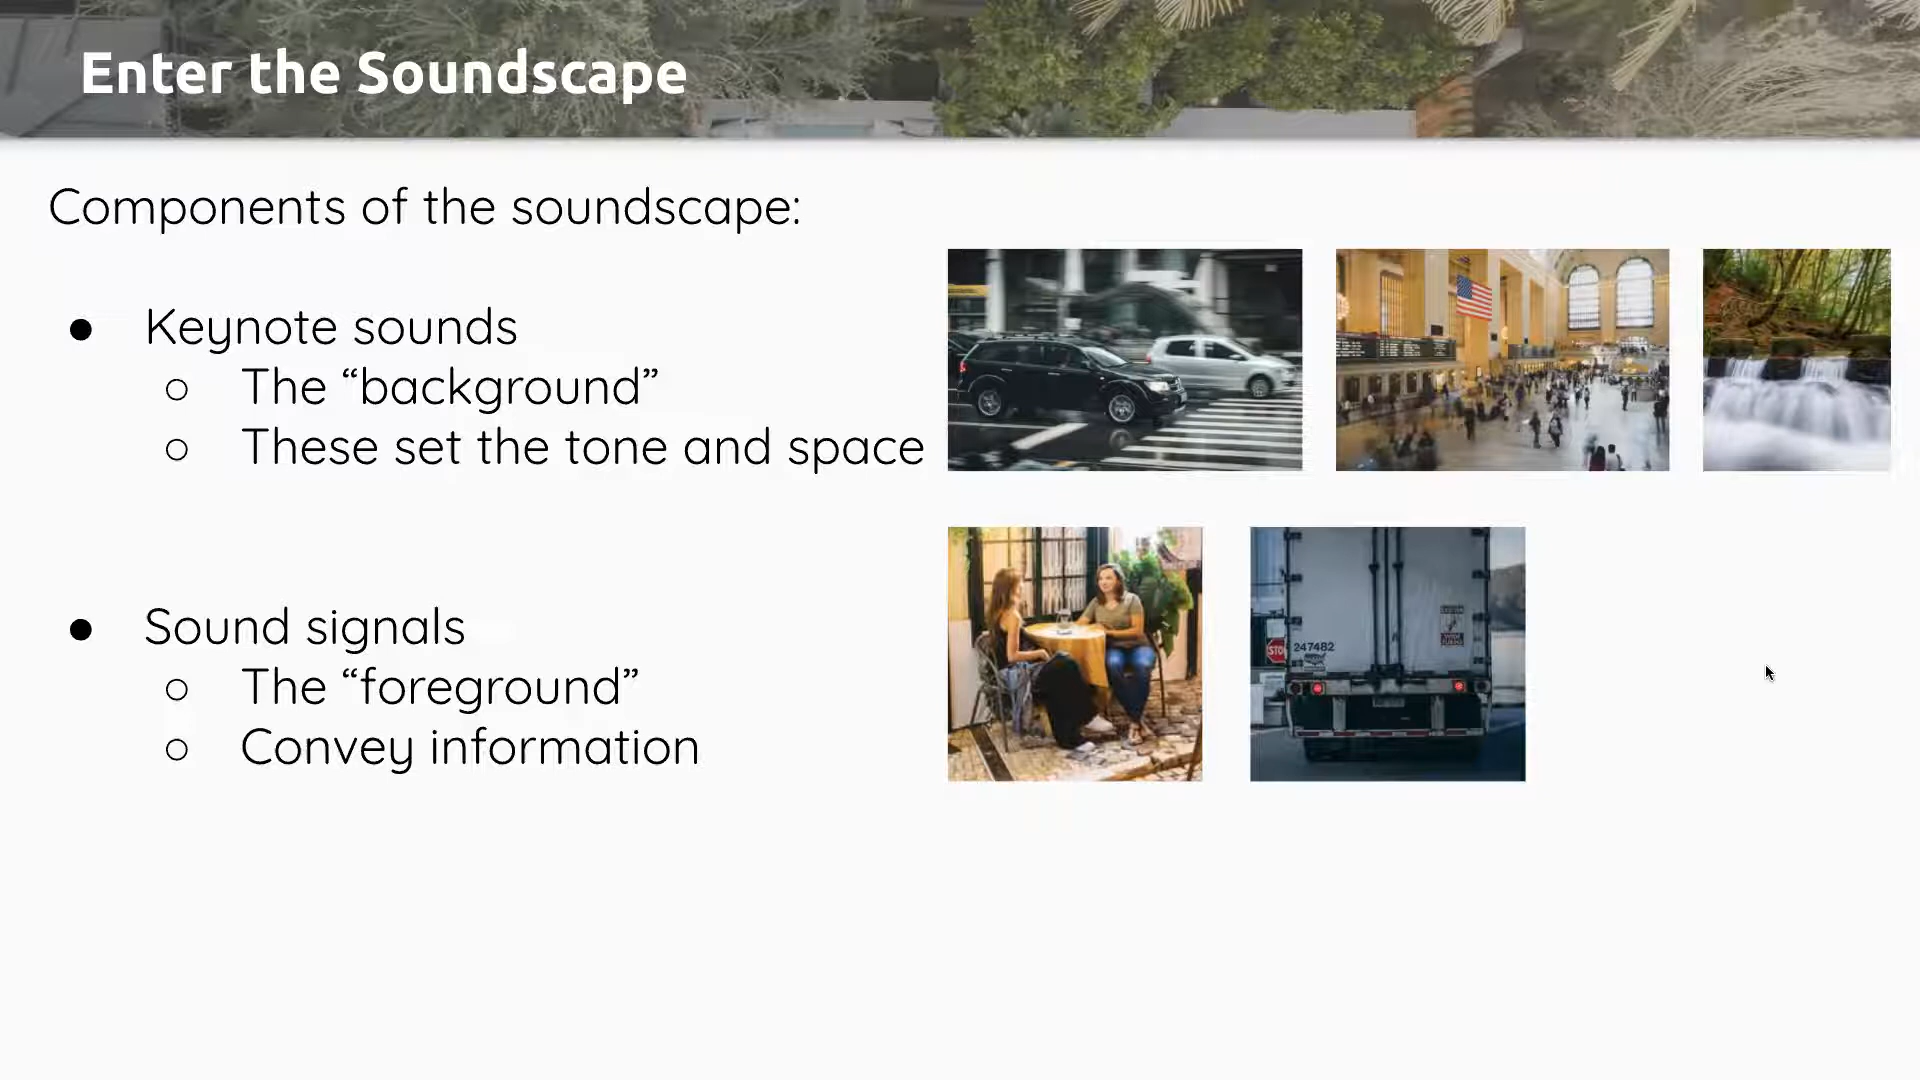 Enter the Soundscape
Components of the soundscape:
● Keynote sounds
○ The “background”
○ These set the tone and space
● Sound signals
○ The “foreground”
○ Convey information
247482